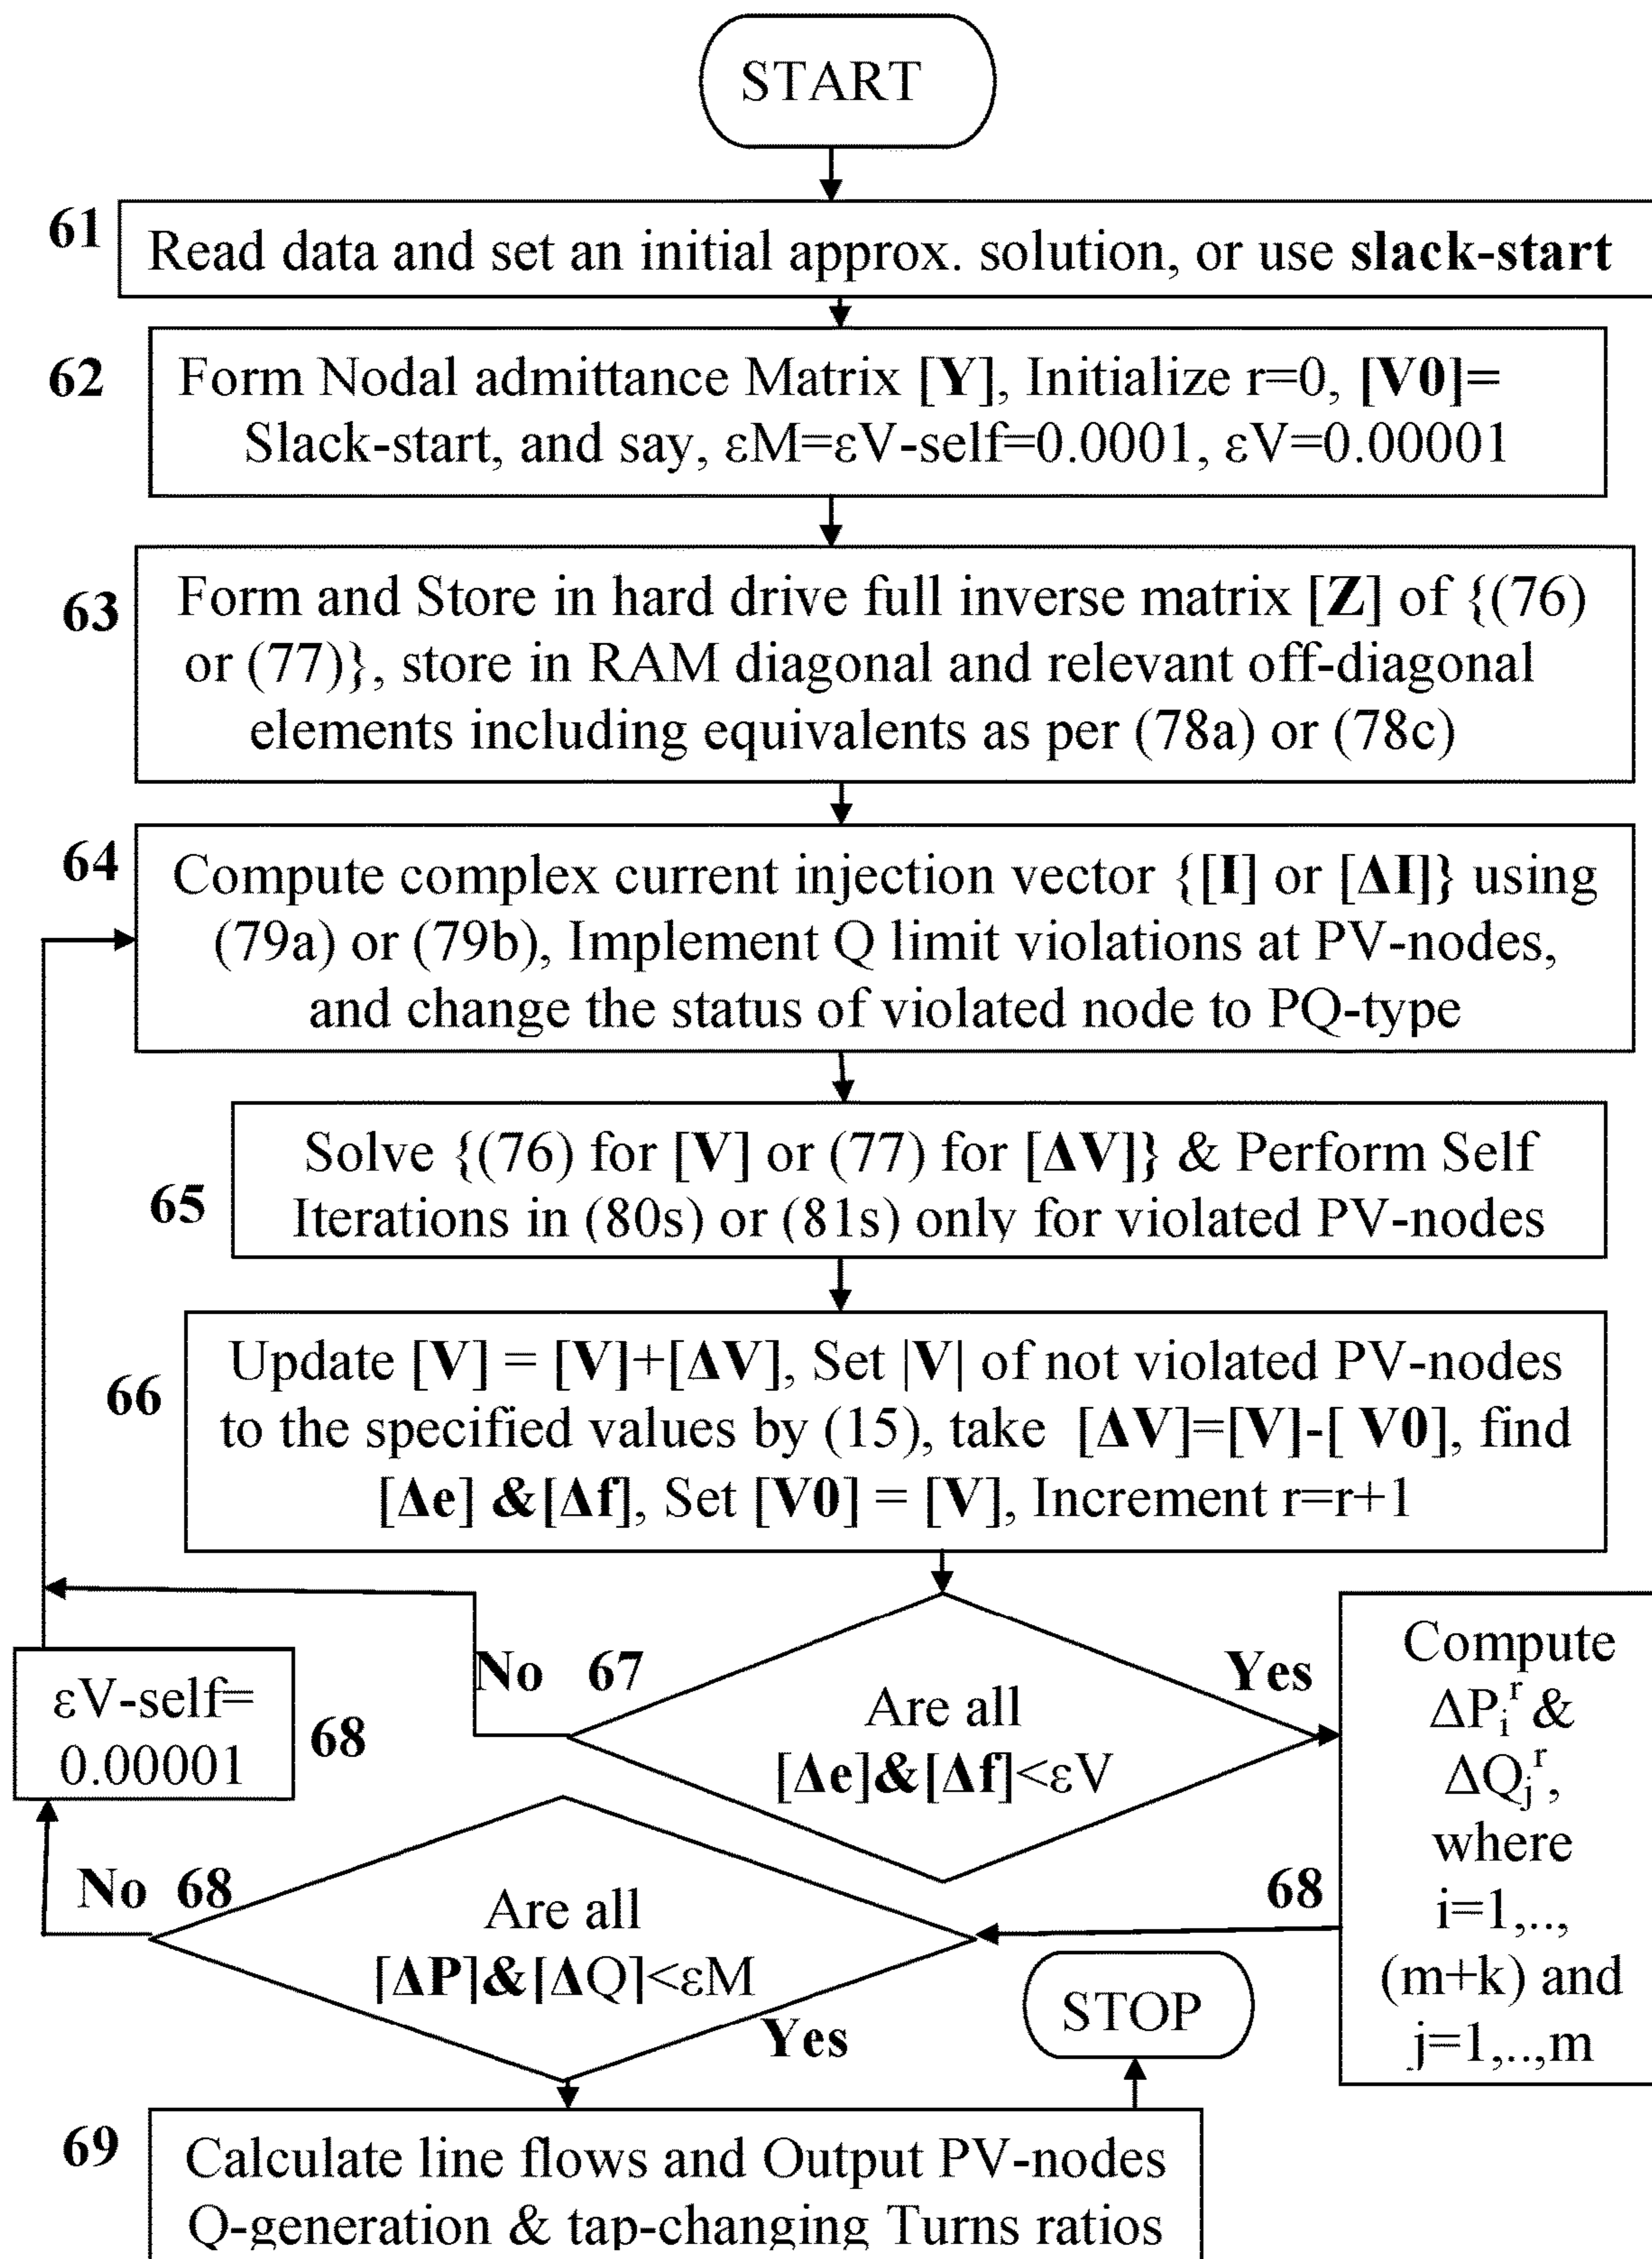 START
61
Read data and set an initial approx. solution, or use slack-start
62
Form Nodal admittance Matrix [Y], Initialize r=0, [V0]=
Slack-start, and say, εM=εV-self=0.0001, εV=0.00001
63
Form and Store in hard drive full inverse matrix [Z] of {(76)
or (77)}, store in RAM diagonal and relevant off-diagonal
elements including equivalents as per (78a) or (78c)
64
Compute complex current injection vector {[I] or [ΔI]} using
(79a) or (79b), Implement Q limit violations at PV-nodes,
and change the status of violated node to PQ-type
65
Solve {(76) for [V] or (77) for [ΔV]} & Perform Self
Iterations in (80s) or (81s) only for violated PV-nodes
66
Update [V] = [V]+[ΔV], Set |V| of not violated PV-nodes
to the specified values by (15), take [ΔV]=[V]-[ V0], find
[Δe] &[Δf], Set [V0] = [V], Increment r=r+1
No 67
Yes
Are all
[Δe]&[Δf]<εV
Compute
ΔPᵢʳ &
ΔQⱼʳ,
where
i=1,..,
(m+k) and
j=1,..,m
εV-self=
0.00001
68
68
No 68
Are all
[ΔP]&[ΔQ]<εM
Yes
STOP
69
Calculate line flows and Output PV-nodes
Q-generation & tap-changing Turns ratios